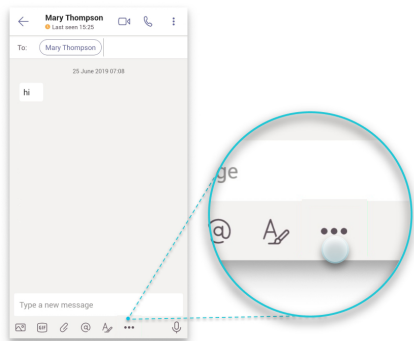 Mary Thompson
Last seen 15:25
To: Mary Thompson
25 June 2019 07:08
hi
Type a new message
GIF @ A
ge
@ A